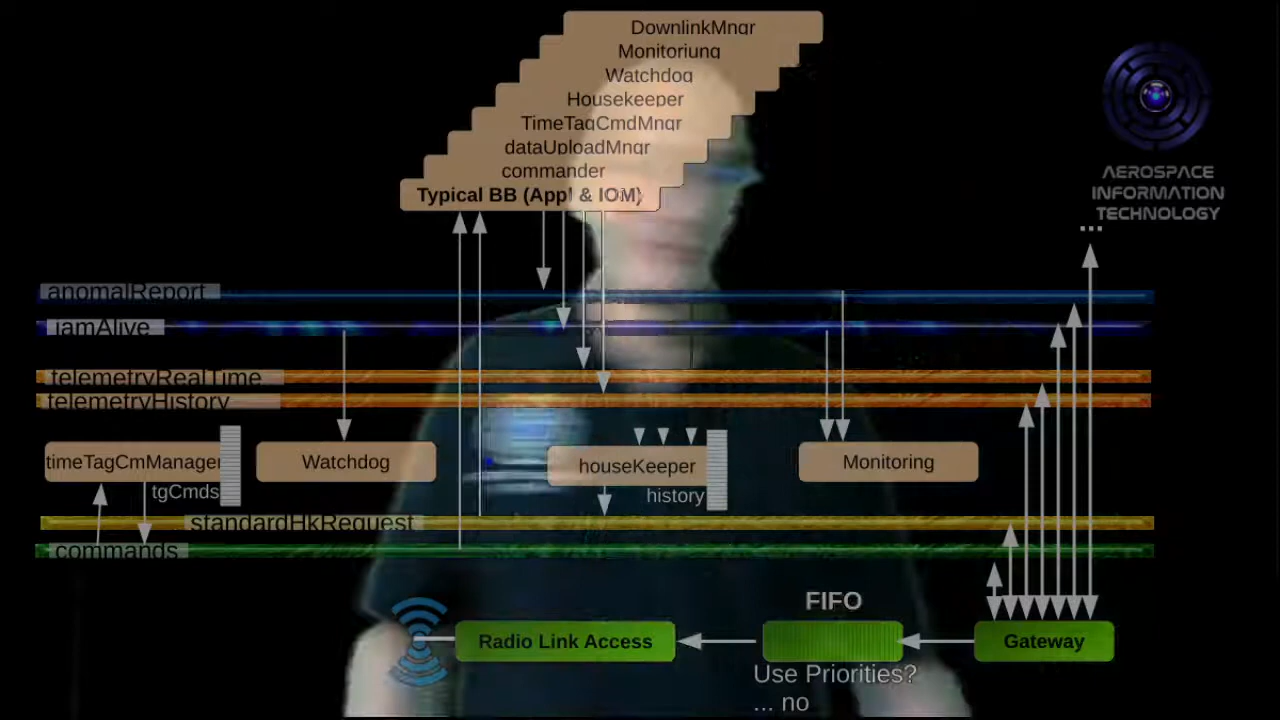 DownlinkMngr
Monitoriung
Watchdog
Housekeeper
TimeTagCmdMngr
dataUploadMngr
commander
Typical BB (Appl & IOM)
AEROSPACE
INFORMATION
TECHNOLOGY
...
anomalReport
iamAlive
telemetryRealTime
telemetryHistory
timeTagCmManager
Watchdog
houseKeeper
Monitoring
tgCmds
history
standardHkRequest
commands
FIFO
Radio Link Access
Gateway
Use Priorities?
... no